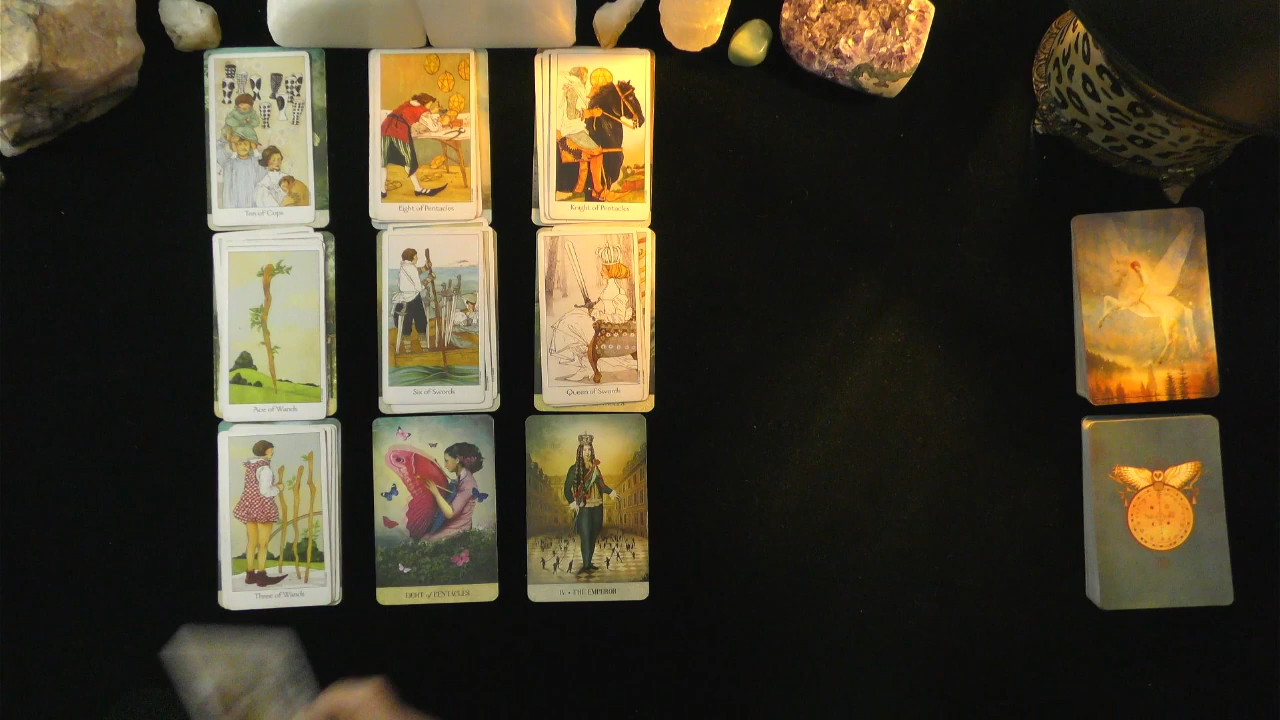 Ten of Cups
Eight of Pentacles
Knight of Pentacles
Ace of Wands
Six of Swords
Queen of Swords
Three of Wands
EIGHT of PENTACLES
IV • THE EMPEROR